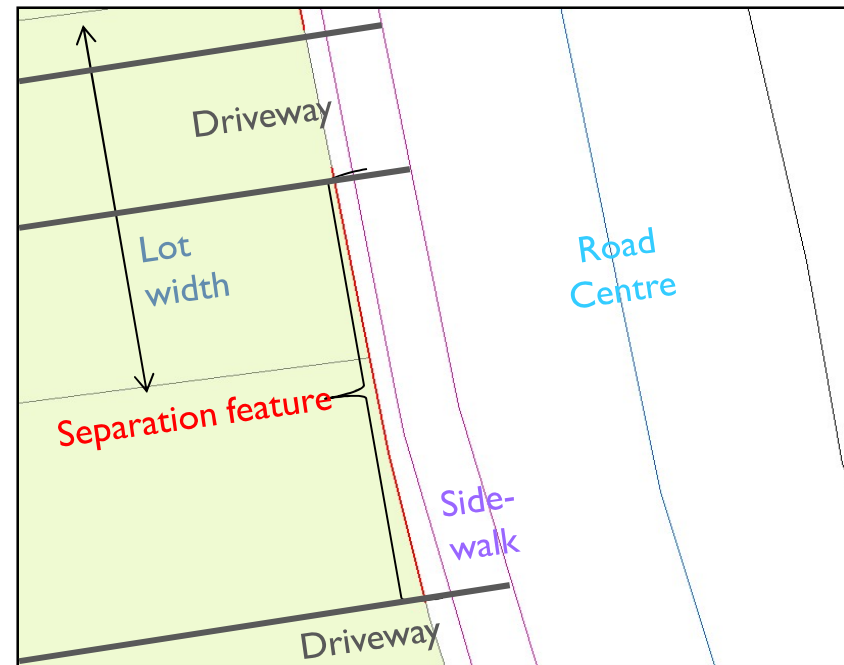 Driveway
Lot
width
Road
Centre
Separation feature
Side-
walk
Driveway